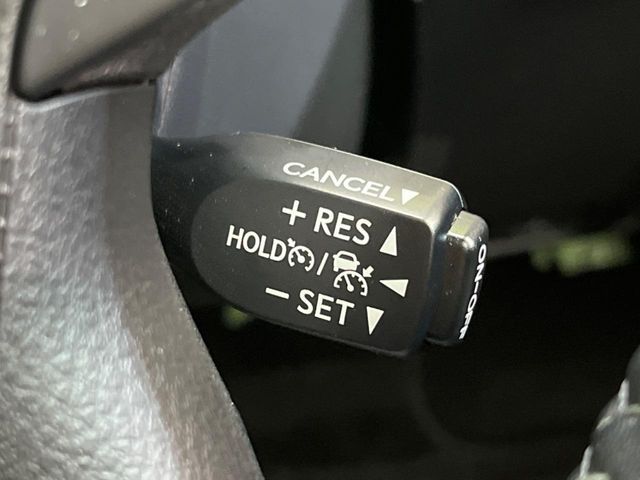 CANCEL▼
+ RES ▲
HOLD / ◀
− SET ▼
ON·OFF